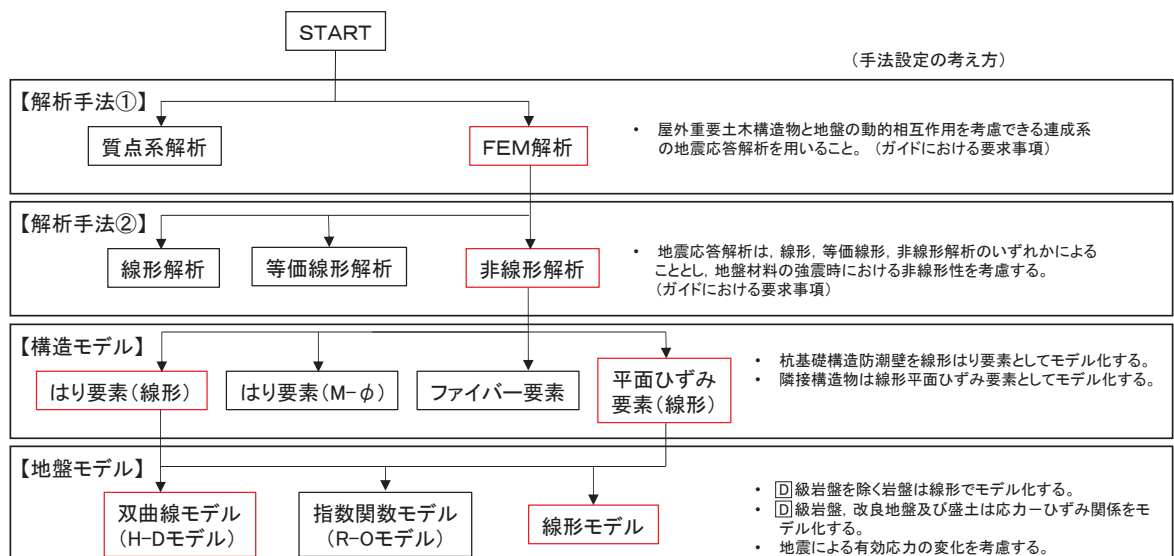 START
(手法設定の考え方)
【解析手法①】
質点系解析
FEM解析
・ 屋外重要土木構造物と地盤の動的相互作用を考慮できる連成系
の地震応答解析を用いること。（ガイドにおける要求事項）
【解析手法②】
線形解析
等価線形解析
非線形解析
・ 地震応答解析は，線形，等価線形，非線形解析のいずれかによる
こととし，地盤材料の強震時における非線形性を考慮する。
（ガイドにおける要求事項）
【構造モデル】
はり要素（線形）
はり要素（M-φ）
ファイバー要素
平面ひずみ
要素（線形）
・ 杭基礎構造防潮壁を線形はり要素としてモデル化する。
・ 隣接構造物は線形平面ひずみ要素としてモデル化する。
【地盤モデル】
双曲線モデル
（H-Dモデル）
指数関数モデル
（R-Oモデル）
線形モデル
・ D級岩盤を除く岩盤は線形でモデル化する。
・ D級岩盤，改良地盤及び盛土は応力ーひずみ関係をモ
デル化する。
・ 地震による有効応力の変化を考慮する。